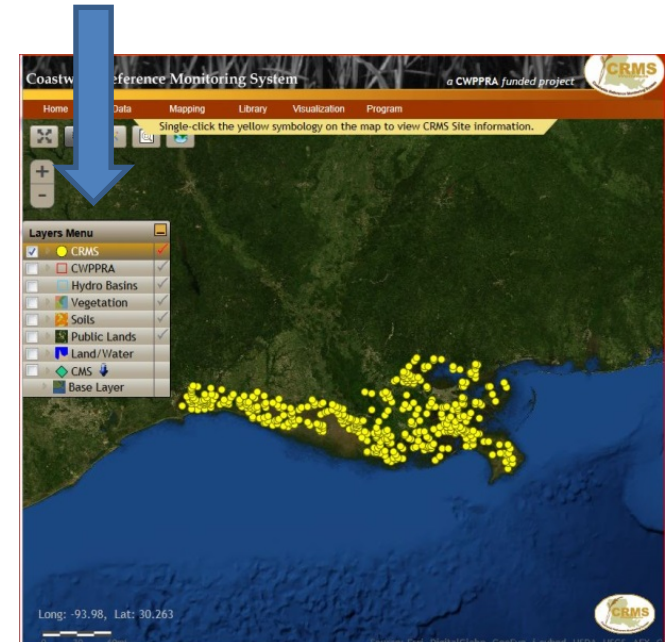 Coastw eference Monitoring System
a CWPPRA funded project
CRMS
Home Data Mapping Library Visualization Program
Single-click the yellow symbology on the map to view CRMS Site information.
+
-
Layers Menu
CRMS
CWPPRA
Hydro Basins
Vegetation
Soils
Public Lands
Land/Water
CMS
Base Layer
Long: -93.98, Lat: 30.263
CRMS